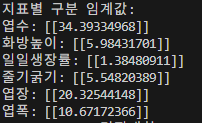 지표별 구분 임계값:
엽수: [[34.39334968]]
화방높이: [[5.98431701]]
일일생장률: [[1.38480911]]
줄기굵기: [[5.54820389]]
엽장: [[20.32544148]]
엽폭: [[10.67172366]]